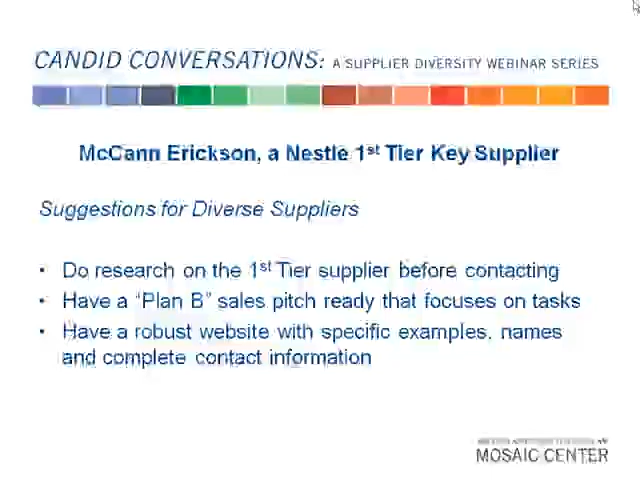 CANDID CONVERSATIONS: A SUPPLIER DIVERSITY WEBINAR SERIES
McCann Erickson, a Nestle 1st Tier Key Supplier
Suggestions for Diverse Suppliers
• Do research on the 1st Tier supplier before contacting
• Have a "Plan B" sales pitch ready that focuses on tasks
• Have a robust website with specific examples, names
and complete contact information
MOSAIC CENTER